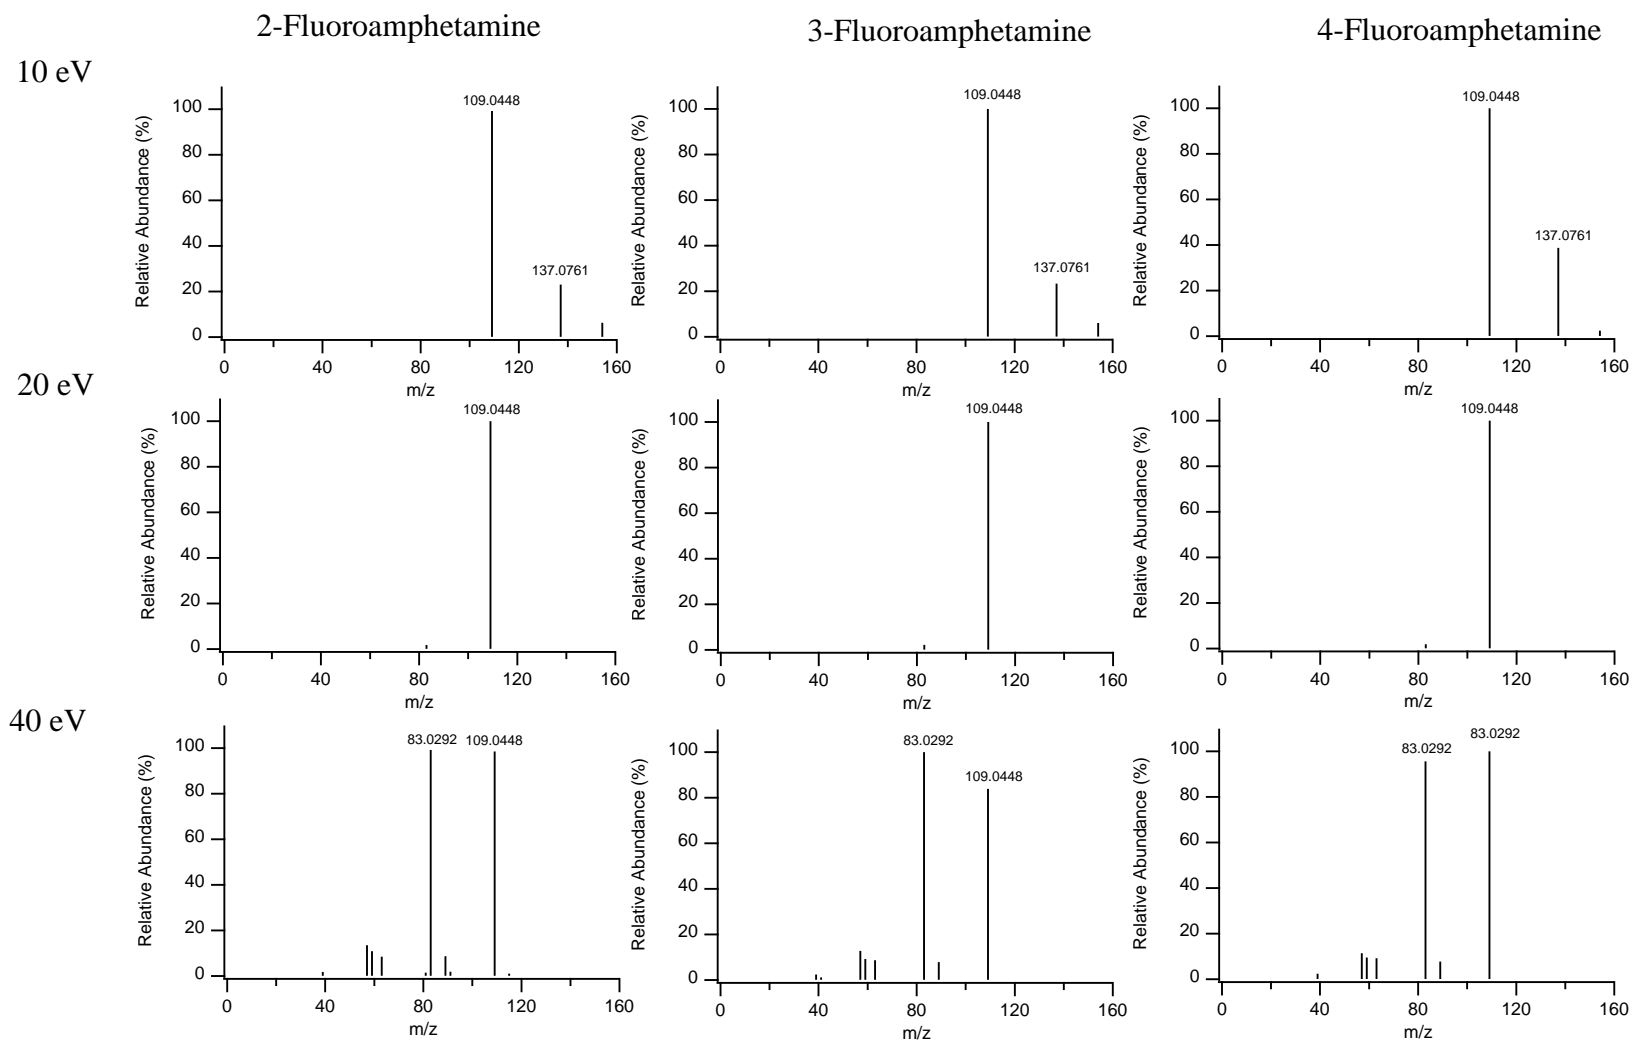 2-Fluoroamphetamine
3-Fluoroamphetamine
4-Fluoroamphetamine
10 eV
Relative Abundance (%)
100
80
60
40
20
0
109.0448
137.0761
0 40 80 120 160
m/z
Relative Abundance (%)
100
80
60
40
20
0
109.0448
137.0761
0 40 80 120 160
m/z
Relative Abundance (%)
100
80
60
40
20
0
109.0448
137.0761
0 40 80 120 160
m/z
20 eV
Relative Abundance (%)
100
80
60
40
20
0
109.0448
0 40 80 120 160
m/z
Relative Abundance (%)
100
80
60
40
20
0
109.0448
0 40 80 120 160
m/z
Relative Abundance (%)
100
80
60
40
20
0
109.0448
0 40 80 120 160
m/z
40 eV
Relative Abundance (%)
100
80
60
40
20
0
83.0292 109.0448
0 40 80 120 160
m/z
Relative Abundance (%)
100
80
60
40
20
0
83.0292
109.0448
0 40 80 120 160
m/z
Relative Abundance (%)
100
80
60
40
20
0
83.0292
83.0292
0 40 80 120 160
m/z